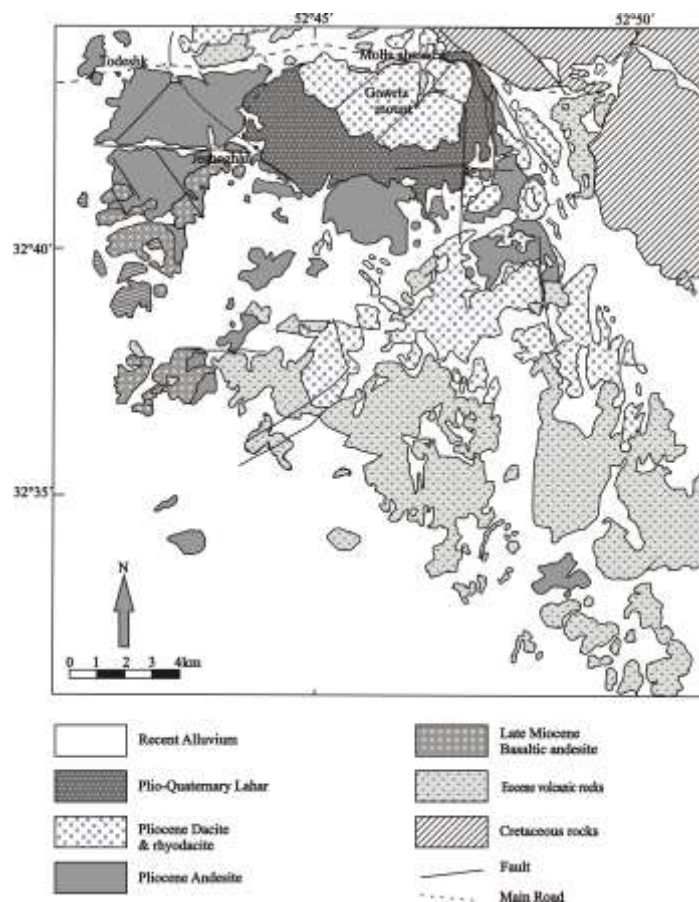 52°45'
52°50'
Todeshk
Molla
Gowrta
mount
32°40'
32°35'
N
0 1 2 3 4km
Recent Alluvium
Plio-Quaternary Lahar
Pliocene Dacite
& rhyodacite
Pliocene Andesite
Late Miocene
Basaltic andesite
Eocene volcanic rocks
Cretaceous rocks
Fault
Main Road